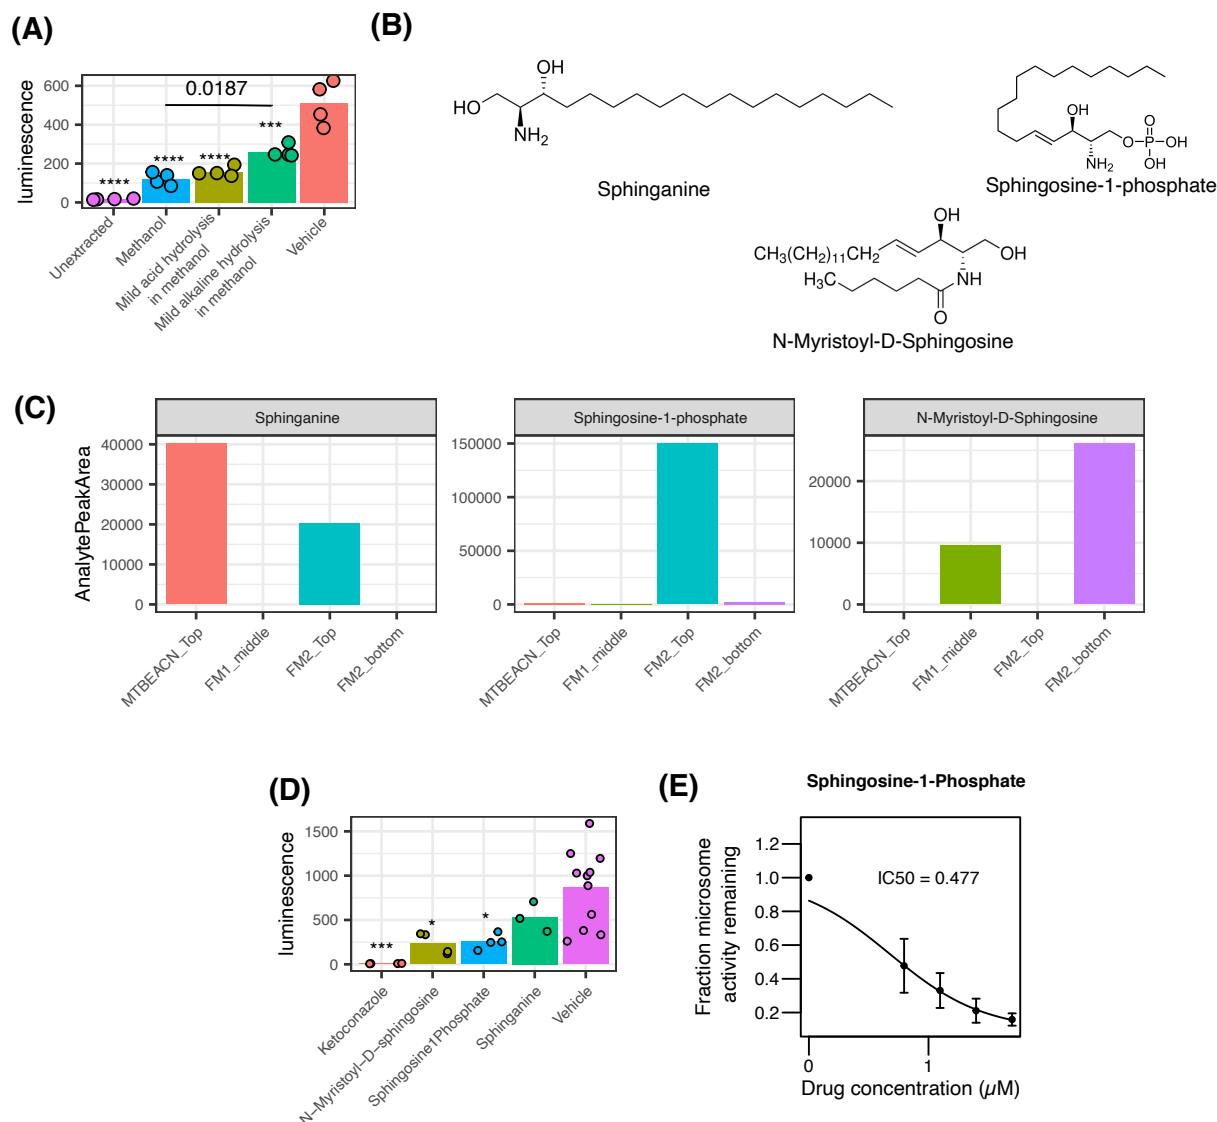 (A)
0.0187
600
400
200
0
luminescence
****
****
****
***
Unextracted
Methanol
Mild acid hydrolysis
in methanol
Mild alkaline hydrolysis
in methanol
Vehicle
(B)
OH
HO
NH2
Sphinganine
OH
O
O
P
OH
OH
NH2
Sphingosine-1-phosphate
OH
CH3(CH2)11CH2
OH
H3C
NH
O
N-Myristoyl-D-Sphingosine
(C)
AnalytePeakArea
Sphinganine
40000
30000
20000
10000
0
MTBEACN_Top
FM1_middle
FM2_Top
FM2_bottom
Sphingosine-1-phosphate
150000
100000
50000
0
MTBEACN_Top
FM1_middle
FM2_Top
FM2_bottom
N-Myristoyl-D-Sphingosine
20000
10000
0
MTBEACN_Top
FM1_middle
FM2_Top
FM2_bottom
(D)
luminescence
1500
1000
500
0
***
*
*
Ketoconazole
N-Myristoyl-D-sphingosine
Sphingosine1Phosphate
Sphinganine
Vehicle
(E)
Sphingosine-1-Phosphate
Fraction microsome
activity remaining
1.2
1.0
0.8
0.6
0.4
0.2
IC50 = 0.477
0
1
Drug concentration (µM)